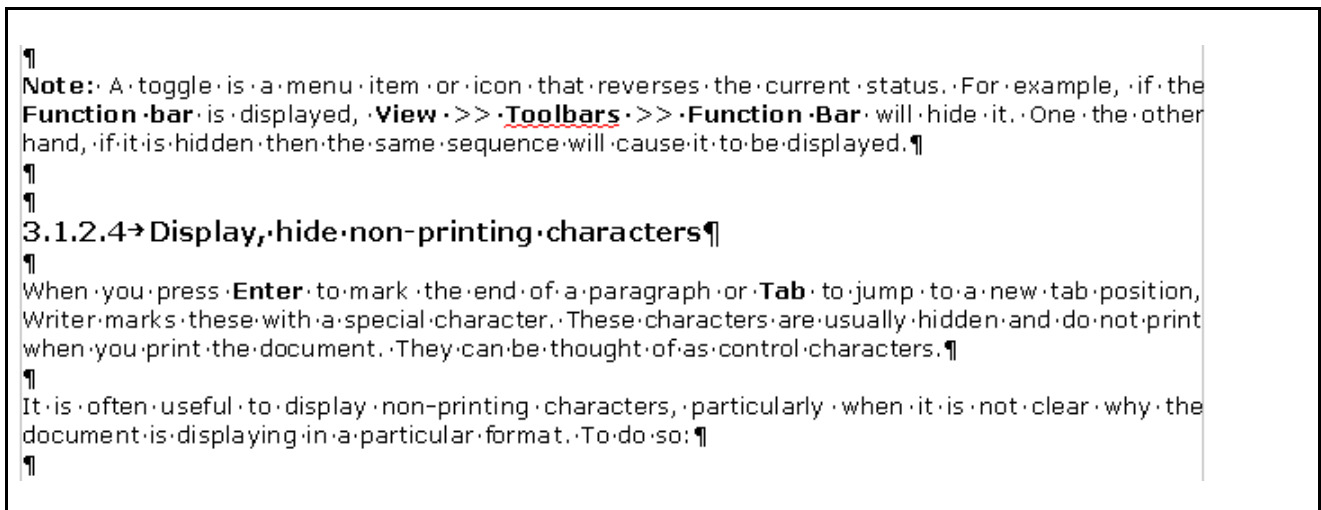 ¶
Note:· A·toggle·is·a·menu·item·or·icon·that·reverses·the·current·status.·For·example,·if·the
Function·bar·is·displayed,·View·>>·Toolbars·>>·Function·Bar·will·hide·it.·One·the·other
hand,·if·it·is·hidden·then·the·same·sequence·will·cause·it·to·be·displayed.¶
¶
¶
3.1.2.4→Display,·hide·non-printing·characters¶
¶
When·you·press·Enter·to·mark·the·end·of·a·paragraph·or·Tab·to·jump·to·a·new·tab·position,
Writer·marks·these·with·a·special·character.·These·characters·are·usually·hidden·and·do·not·print
when·you·print·the·document.·They·can·be·thought·of·as·control·characters.¶
¶
It·is·often·useful·to·display·non-printing·characters,·particularly·when·it·is·not·clear·why·the
document·is·displaying·in·a·particular·format.·To·do·so:¶
¶